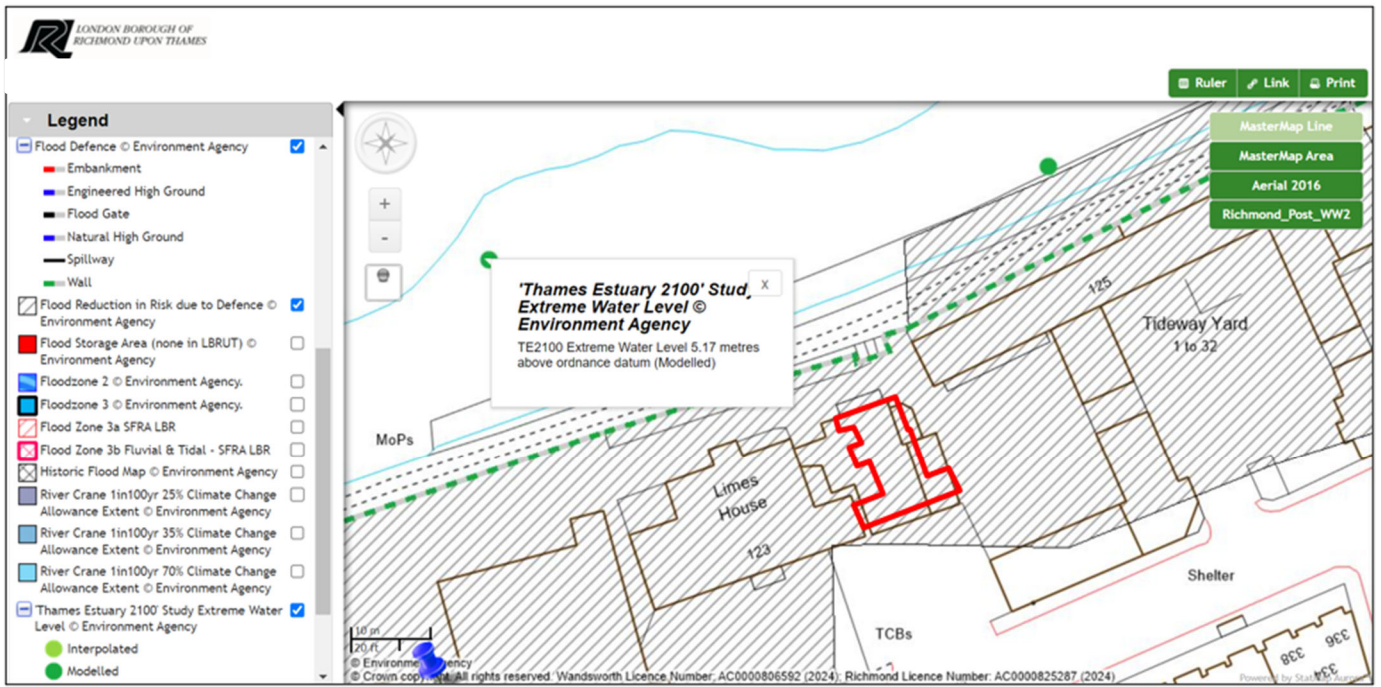 LONDON BOROUGH OF
RICHMOND UPON THAMES
Ruler
Link
Print
Legend
Flood Defence © Environment Agency
Embankment
Engineered High Ground
Flood Gate
Natural High Ground
Spillway
Wall
Flood Reduction in Risk due to Defence ©
Environment Agency
Flood Storage Area (none in LBRUT) ©
Environment Agency
Floodzone 2 © Environment Agency.
Floodzone 3 © Environment Agency.
Flood Zone 3a SFRA LBR
Flood Zone 3b Fluvial & Tidal - SFRA LBR
Historic Flood Map © Environment Agency
River Crane 1in100yr 25% Climate Change
Allowance Extent © Environment Agency
River Crane 1in100yr 35% Climate Change
Allowance Extent © Environment Agency
River Crane 1in100yr 70% Climate Change
Allowance Extent © Environment Agency
'Thames Estuary 2100' Study Extreme Water
Level © Environment Agency
Interpolated
Modelled
+
-
MasterMap Line
MasterMap Area
Aerial 2016
Richmond_Post_WW2
X
'Thames Estuary 2100' Study
Extreme Water Level ©
Environment Agency
TE2100 Extreme Water Level 5.17 metres
above ordnance datum (Modelled)
125
Tideway Yard
1 to 32
MoPs
Limes
House
123
Shelter
TCBs
336
338
334
10 m
20 ft
© Crown All rights reserved. Wandsworth Licence Number: AC0000806592 (2024); Richmond Licence Number: AC0000825287 (2024)
Powered by